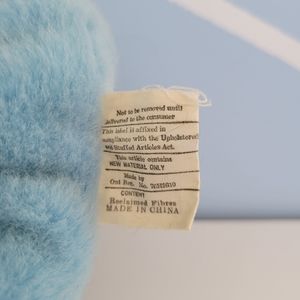 Not to be removed until
delivered to the consumer
This label is affixed in
compliance with the Upholstered
and Stuffed Articles Act.
This article contains
NEW MATERIAL ONLY
Made by
Ont Reg. No.
CONTENT
Reclaimed Fibres
MADE IN CHINA